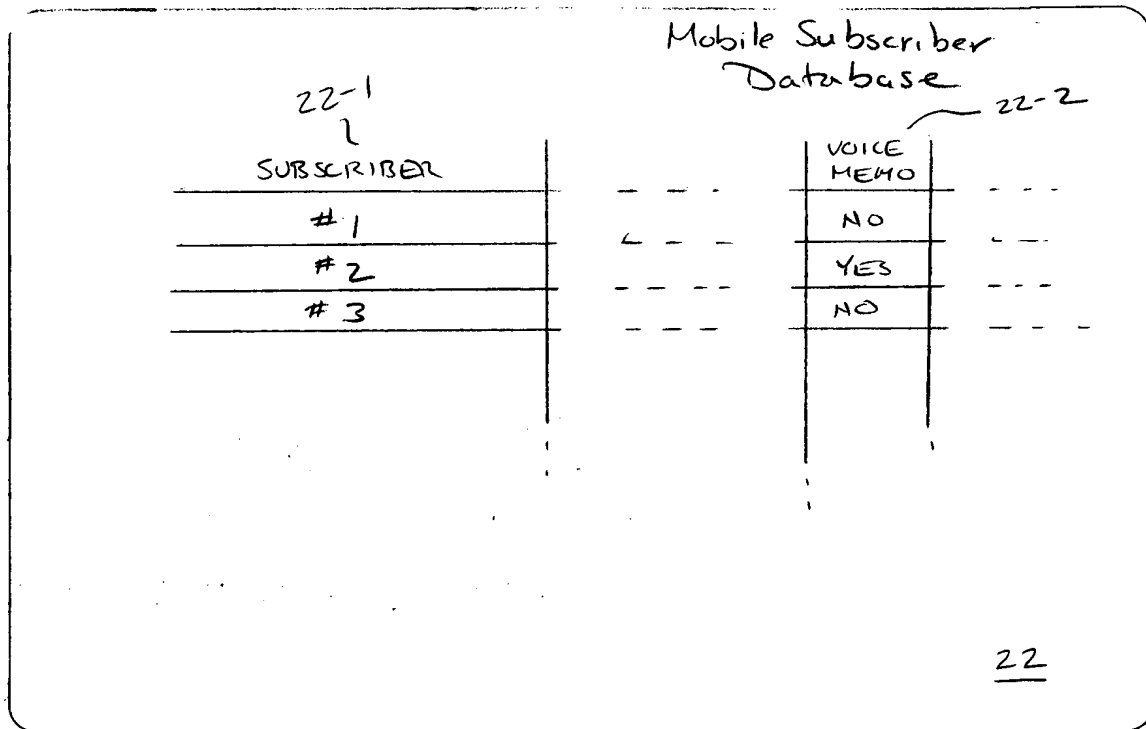 Mobile Subscriber
Database
22-1
22-2
SUBSCRIBER
VOICE
MEMO
#1
NO
#2
YES
#3
NO
22